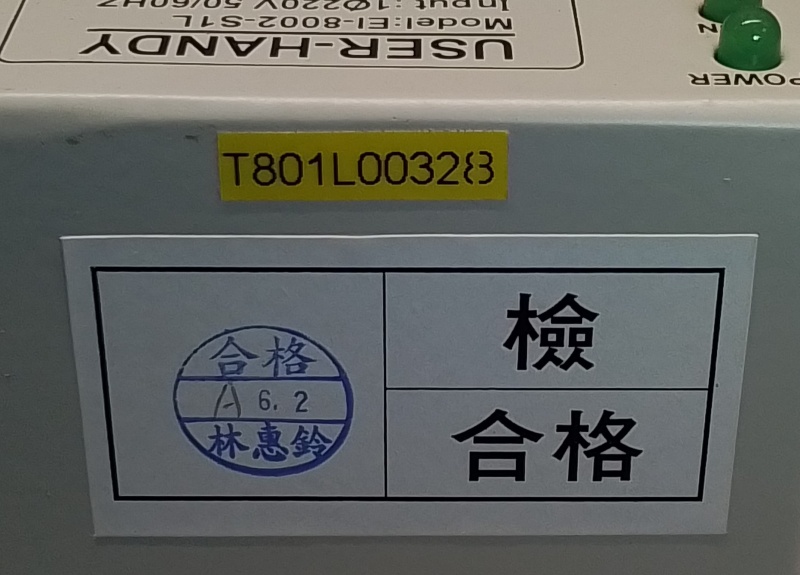 USER-HANDY
Model:EI-8002-S1L
Input:1Φ220V 50/60HZ
POWER
T801L00328
合格
A 6.2
林惠鈴
檢
合格